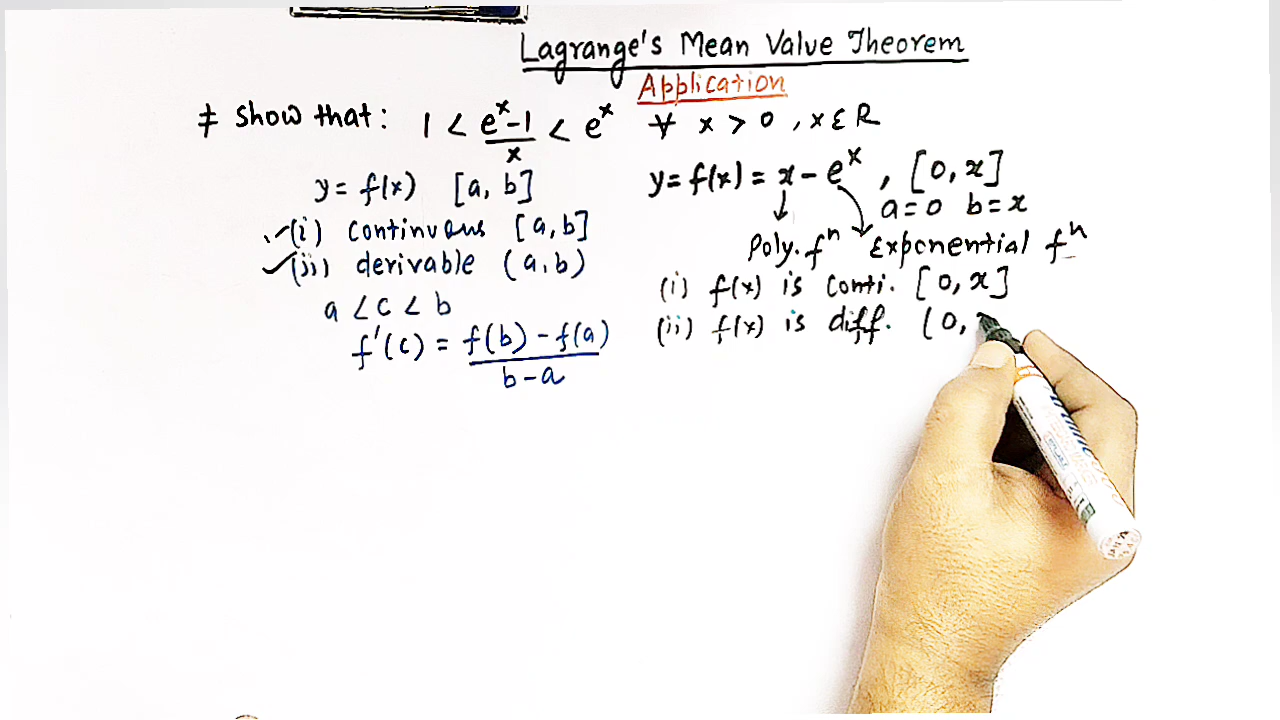 Lagrange's Mean Value Theorem
Application
≠ Show that: 1 < (e^x-1)/x < e^x ∀ x > 0 , x ε R
y = f(x) [a, b]
✓(i) continuous [a, b]
✓(ii) derivable (a, b)
a < c < b
f'(c) = (f(b) - f(a))/(b-a)
y = f(x) = x - e^x , [0, x]
a = 0 b = x
↓ ↘
Poly. f^n Exponential f^n
(i) f(x) is conti. [0, x]
(ii) f(x) is diff. (0,